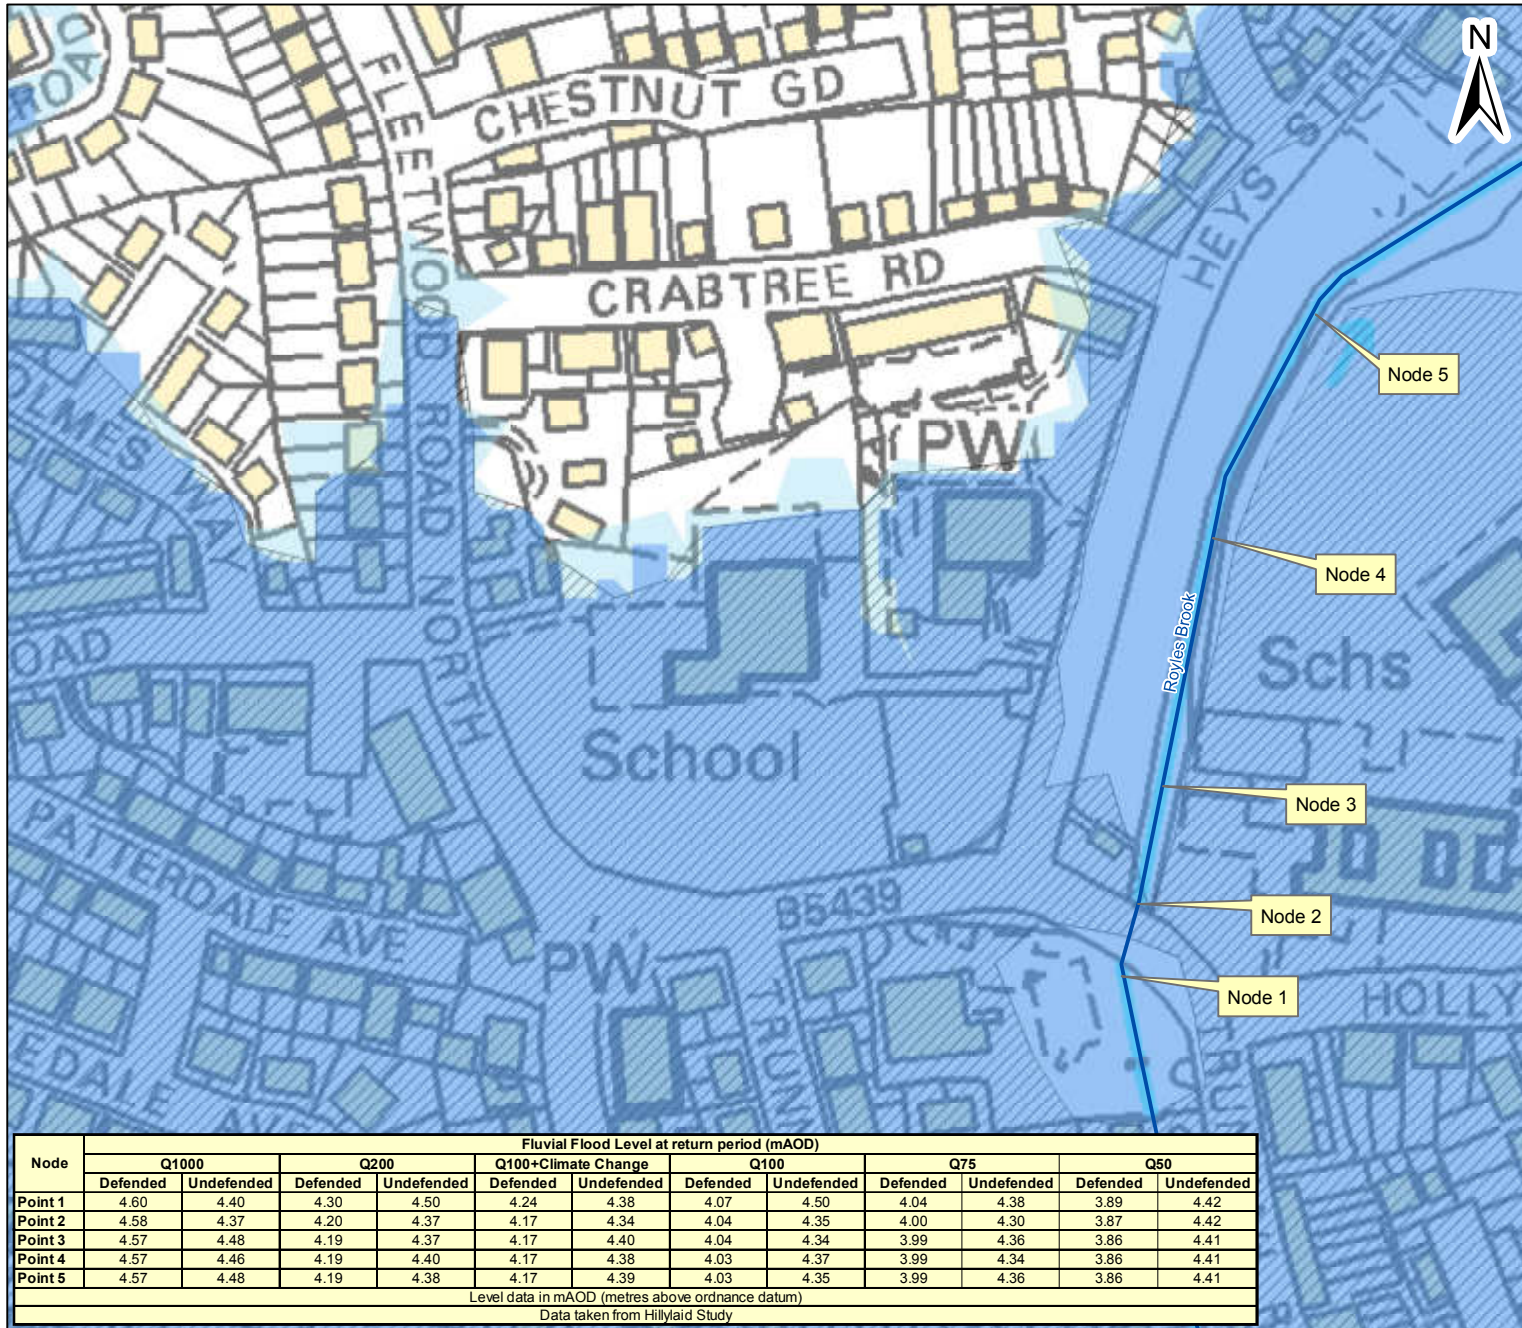 N
ROAD
FLEETWOOD ROAD NORTH
CHESTNUT GD
HEYS STREET
CRABTREE RD
Node 5
PW
Node 4
Royles Brook
OAD
Schs
School
Node 3
PATTERDALE AVE
B5439
Node 2
PW
Node 1
HOLLY
EDALE AVE
Node
Fluvial Flood Level at return period (mAOD)
Q1000 Q200 Q100+Climate Change Q100 Q75 Q50
Defended Undefended Defended Undefended Defended Undefended Defended Undefended Defended Undefended Defended Undefended
Point 1 4.60 4.40 4.30 4.50 4.24 4.38 4.07 4.50 4.04 4.38 3.89 4.42
Point 2 4.58 4.37 4.20 4.37 4.17 4.34 4.04 4.35 4.00 4.30 3.87 4.42
Point 3 4.57 4.48 4.19 4.37 4.17 4.40 4.04 4.34 3.99 4.36 3.86 4.41
Point 4 4.57 4.46 4.19 4.40 4.17 4.38 4.03 4.37 3.99 4.34 3.86 4.41
Point 5 4.57 4.48 4.19 4.38 4.17 4.39 4.03 4.35 3.99 4.36 3.86 4.41
Level data in mAOD (metres above ordnance datum)
Data taken from Hillylaid Study